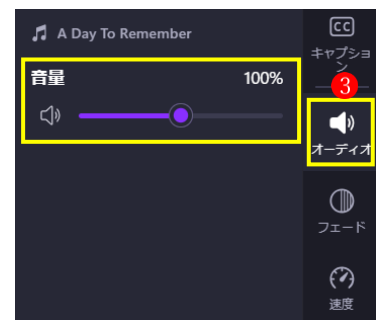 A Day To Remember
音量 100%
CC
キャプショ
ン
3
オーディオ
フェード
速度